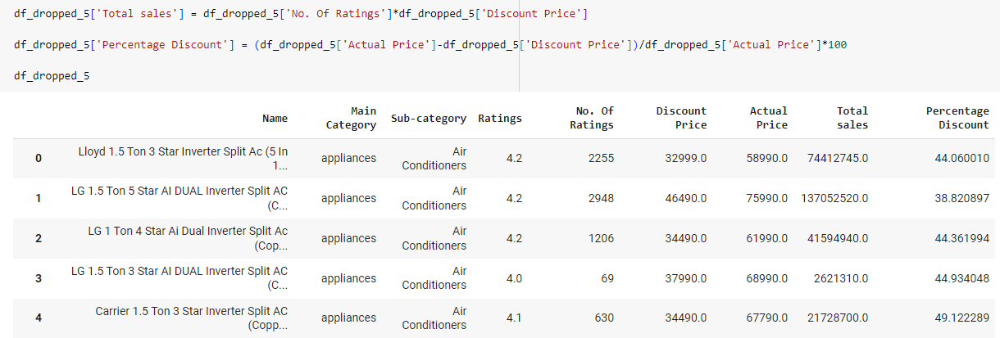 df_dropped_5['Total sales'] = df_dropped_5['No. Of Ratings']*df_dropped_5['Discount Price']
df_dropped_5['Percentage Discount'] = (df_dropped_5['Actual Price']-df_dropped_5['Discount Price'])/df_dropped_5['Actual Price']*100
df_dropped_5
Name Main Category Sub-category Ratings No. Of Ratings Discount Price Actual Price Total sales Percentage Discount
0 Lloyd 1.5 Ton 3 Star Inverter Split Ac (5 In 1... appliances Air Conditioners 4.2 2255 32999.0 58990.0 74412745.0 44.060010
1 LG 1.5 Ton 5 Star AI DUAL Inverter Split AC (C... appliances Air Conditioners 4.2 2948 46490.0 75990.0 137052520.0 38.820897
2 LG 1 Ton 4 Star Ai Dual Inverter Split Ac (Cop... appliances Air Conditioners 4.2 1206 34490.0 61990.0 41594940.0 44.361994
3 LG 1.5 Ton 3 Star AI DUAL Inverter Split AC (C... appliances Air Conditioners 4.0 69 37990.0 68990.0 2621310.0 44.934048
4 Carrier 1.5 Ton 3 Star Inverter Split AC (Copp... appliances Air Conditioners 4.1 630 34490.0 67790.0 21728700.0 49.122289